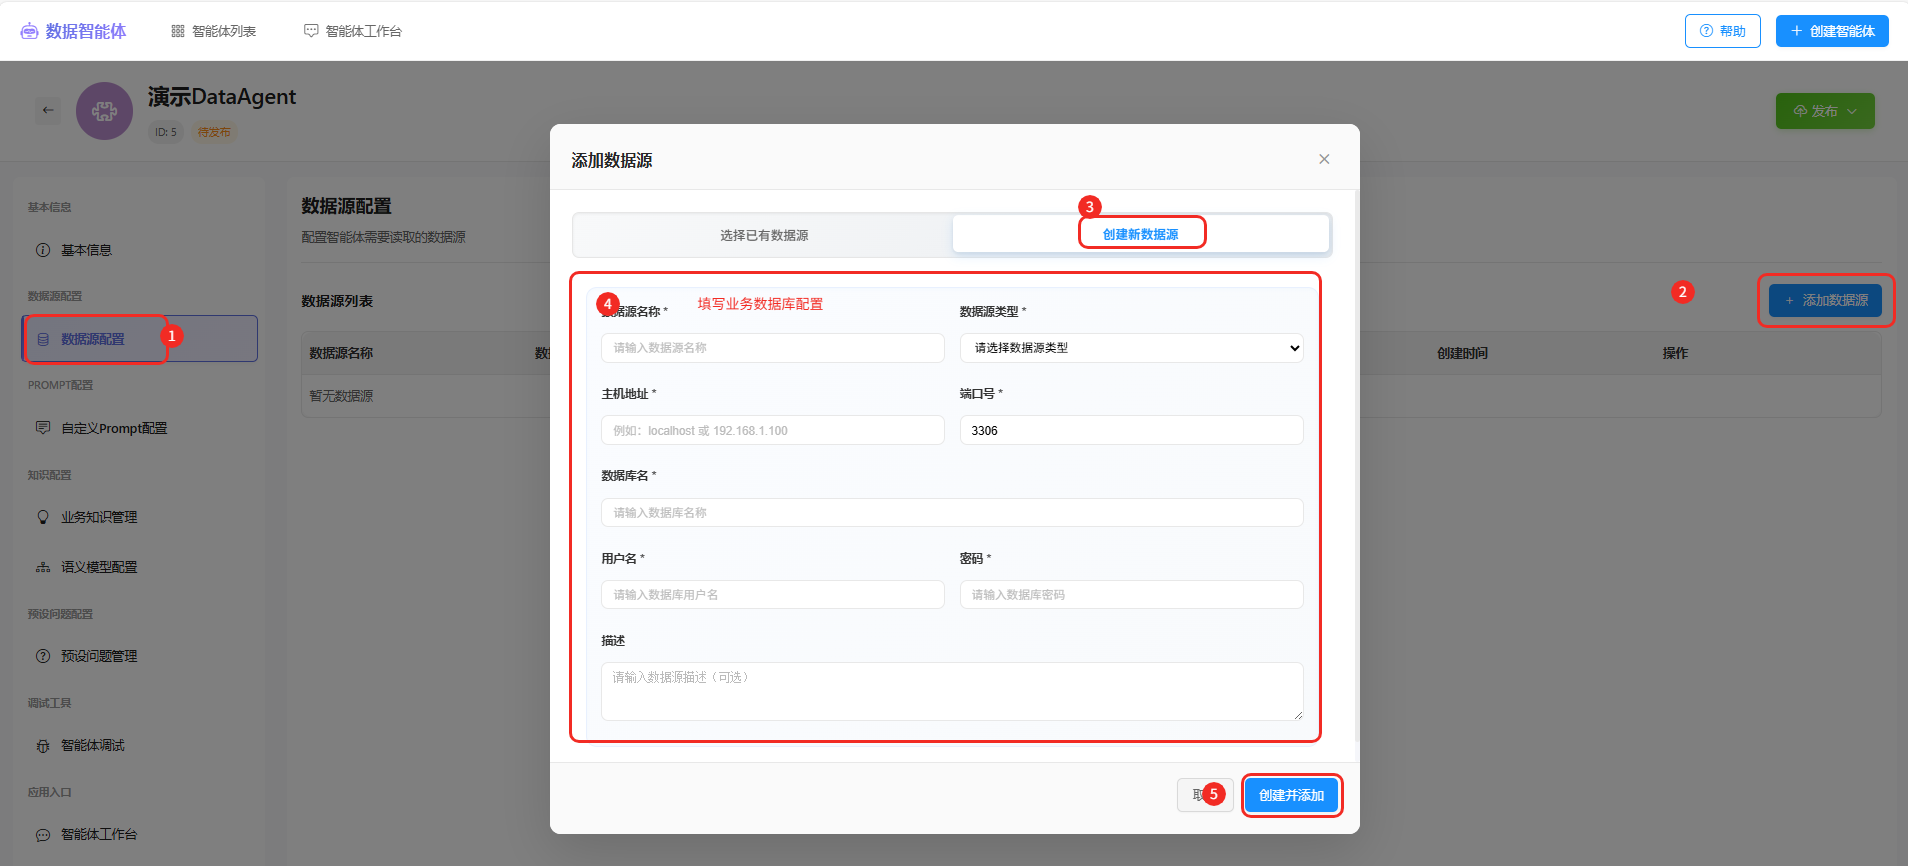 数据智能体
智能体列表
智能体工作台
帮助
+ 创建智能体
演示DataAgent
ID: 5
待发布
发布
基本信息
基本信息
数据源配置
数据源配置
1
PROMPT配置
自定义Prompt配置
知识配置
业务知识管理
语义模型配置
预设问题配置
预设问题管理
调试工具
智能体调试
应用入口
智能体工作台
数据源配置
配置智能体需要读取的数据源
数据源列表
2
+ 添加数据源
数据源名称
创建时间
操作
暂无数据源
添加数据源
×
选择已有数据源
3
创建新数据源
4
据源名称 *
填写业务数据库配置
请输入数据源名称
数据源类型 *
请选择数据源类型
主机地址 *
例如：localhost 或 192.168.1.100
端口号 *
3306
数据库名 *
请输入数据库名称
用户名 *
请输入数据库用户名
密码 *
请输入数据库密码
描述
请输入数据源描述（可选）
取
5
创建并添加